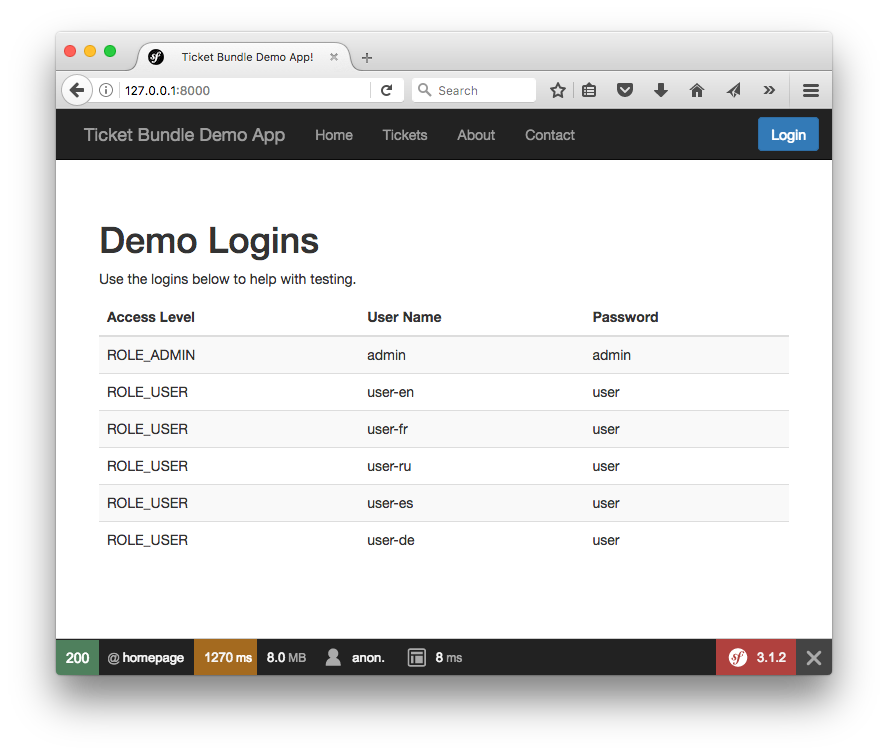 Ticket Bundle Demo App!
127.0.0.1:8000
Search
Ticket Bundle Demo App Home Tickets About Contact Login
Demo Logins
Use the logins below to help with testing.
Access Level User Name Password
ROLE_ADMIN admin admin
ROLE_USER user-en user
ROLE_USER user-fr user
ROLE_USER user-ru user
ROLE_USER user-es user
ROLE_USER user-de user
200 @ homepage 1270 ms 8.0 MB anon. 8 ms sf 3.1.2